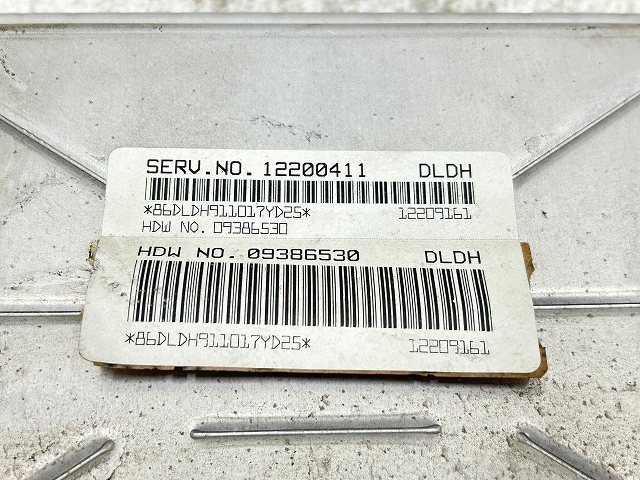 SERV.NO. 12200411 DLDH
*86DLDH911017YD25* 12209161
HDW NO. 09386530
HDW NO. 09386530 DLDH
*86DLDH911017YD25* 12209161